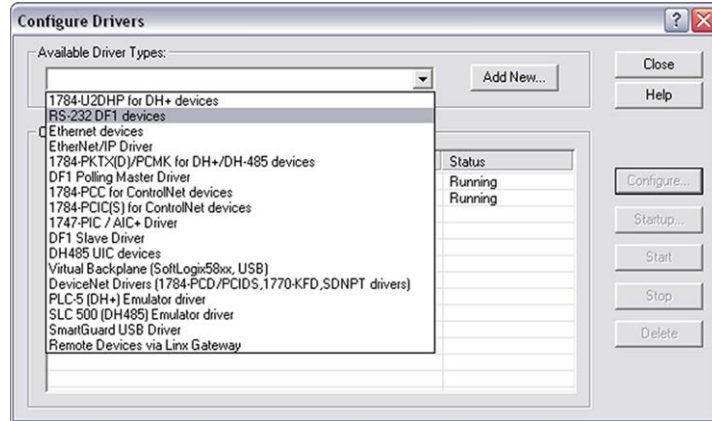 Configure Drivers
Available Driver Types:
Add New...
Close
Help
1784-U2DHP for DH+ devices
RS-232 DF1 devices
Ethernet devices
EtherNet/IP Driver
1784-PKTX(D)/PCMK for DH+/DH-485 devices
DF1 Polling Master Driver
1784-PCC for ControlNet devices
1784-PCIC(S) for ControlNet devices
1747-PIC / AIC+ Driver
DF1 Slave Driver
DH485 UIC devices
Virtual Backplane (SoftLogix58xx, USB)
DeviceNet Drivers (1784-PCD/PCIDS,1770-KFD,SDNPT drivers)
PLC-5 (DH+) Emulator driver
SLC 500 (DH485) Emulator driver
SmartGuard USB Driver
Remote Devices via Linx Gateway
Status
Running
Running
Configure...
Startup...
Start
Stop
Delete